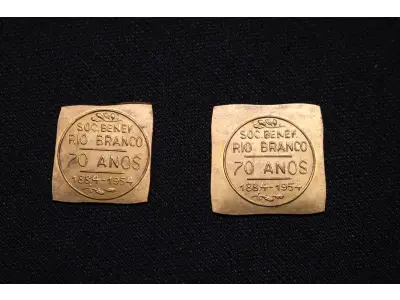 SOC. BENEF.
RIO BRANCO
70 ANOS
1884-1954
SOC. BENEF.
RIO BRANCO
70 ANOS
1884-1954